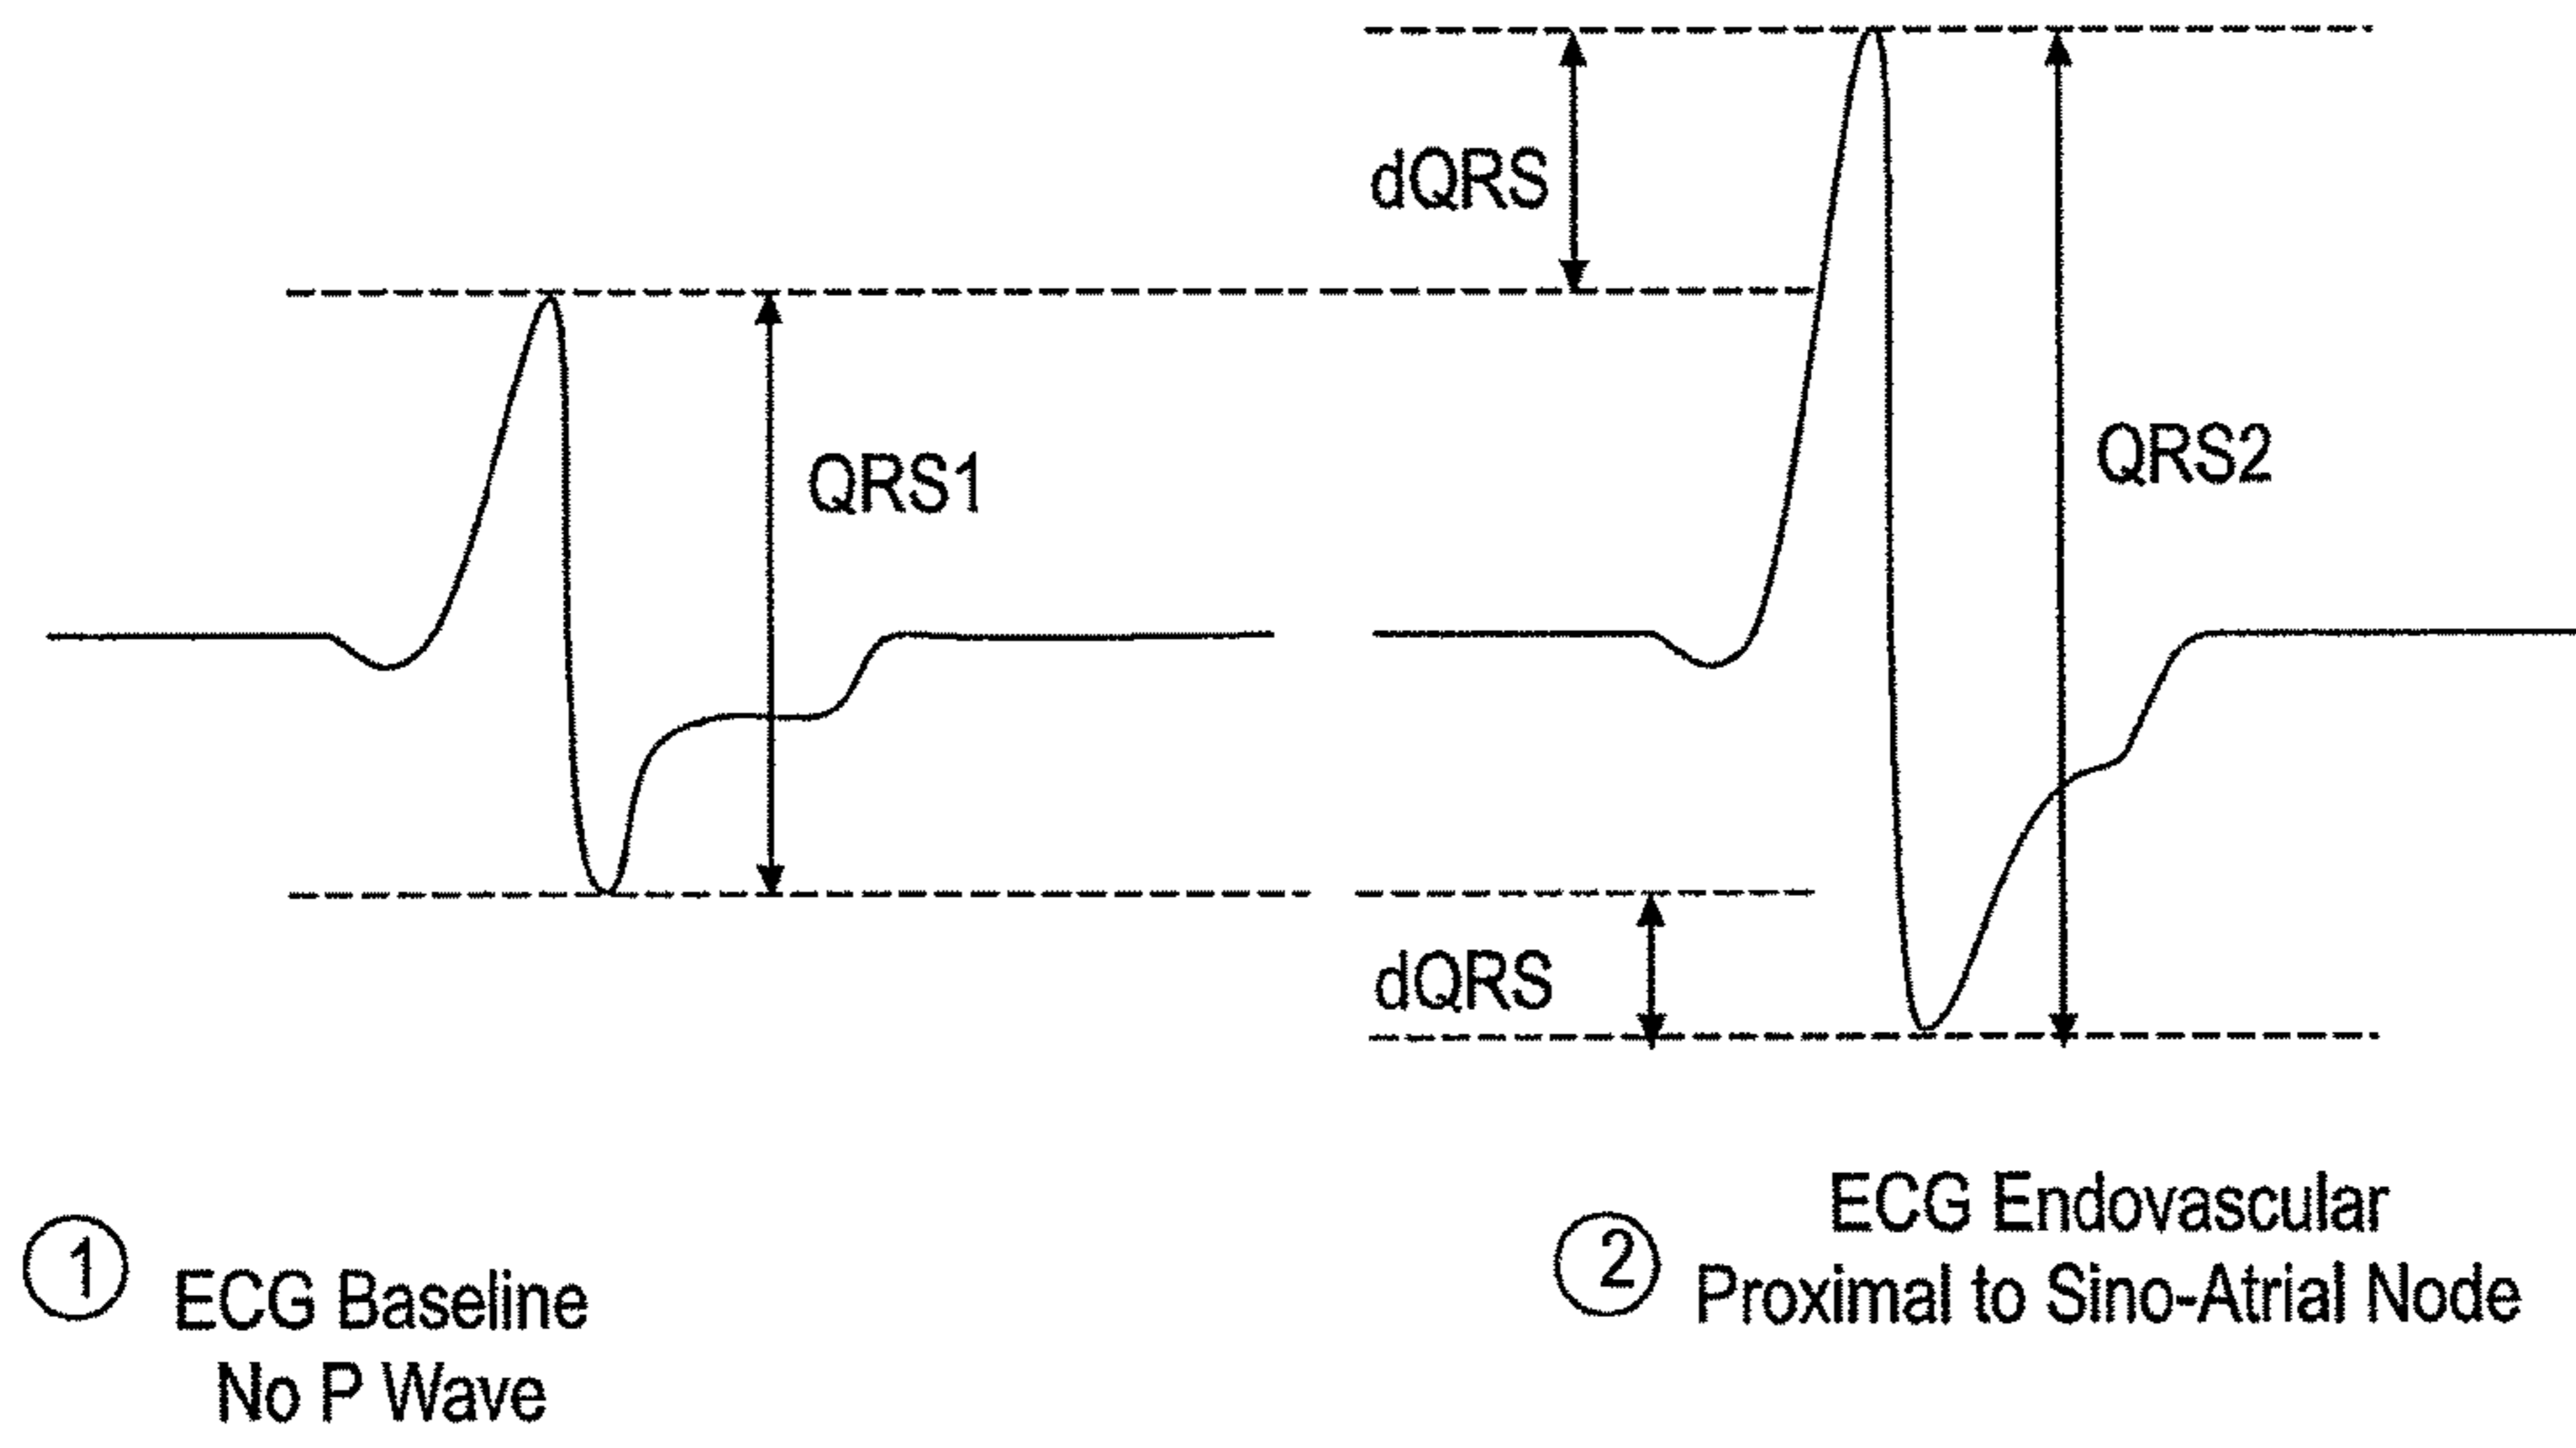 dQRS
QRS1
QRS2
dQRS
1
ECG Baseline
No P Wave
2
ECG Endovascular
Proximal to Sino-Atrial Node